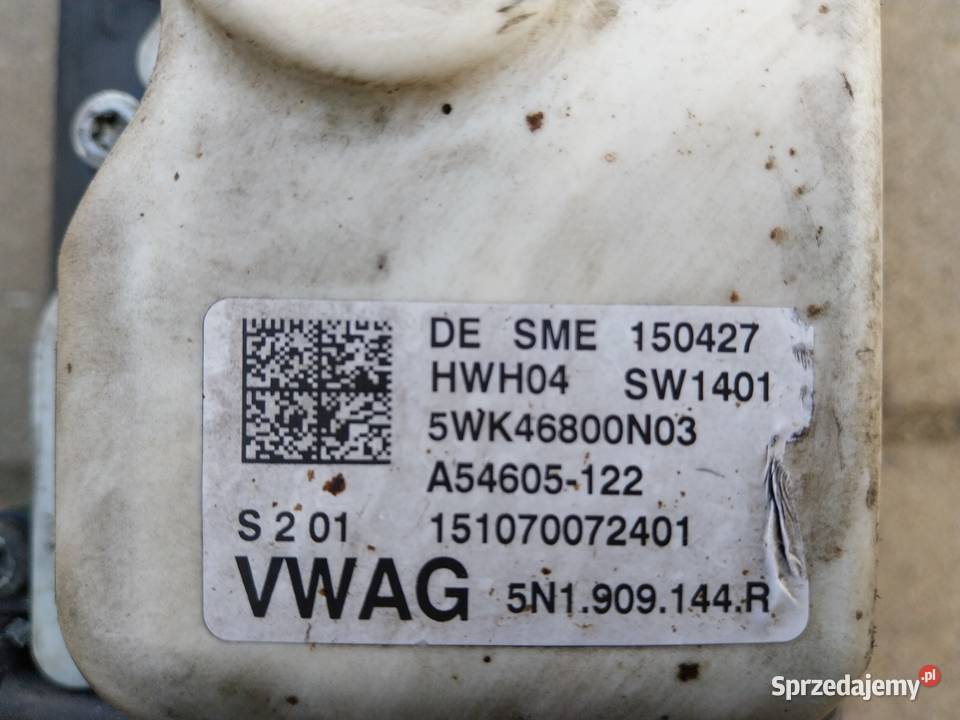 DE SME 150427
HWH04 SW1401
5WK46800N03
A54605-122
S 2 01 151070072401
VWAG 5N1.909.144.R
Sprzedajemy.pl